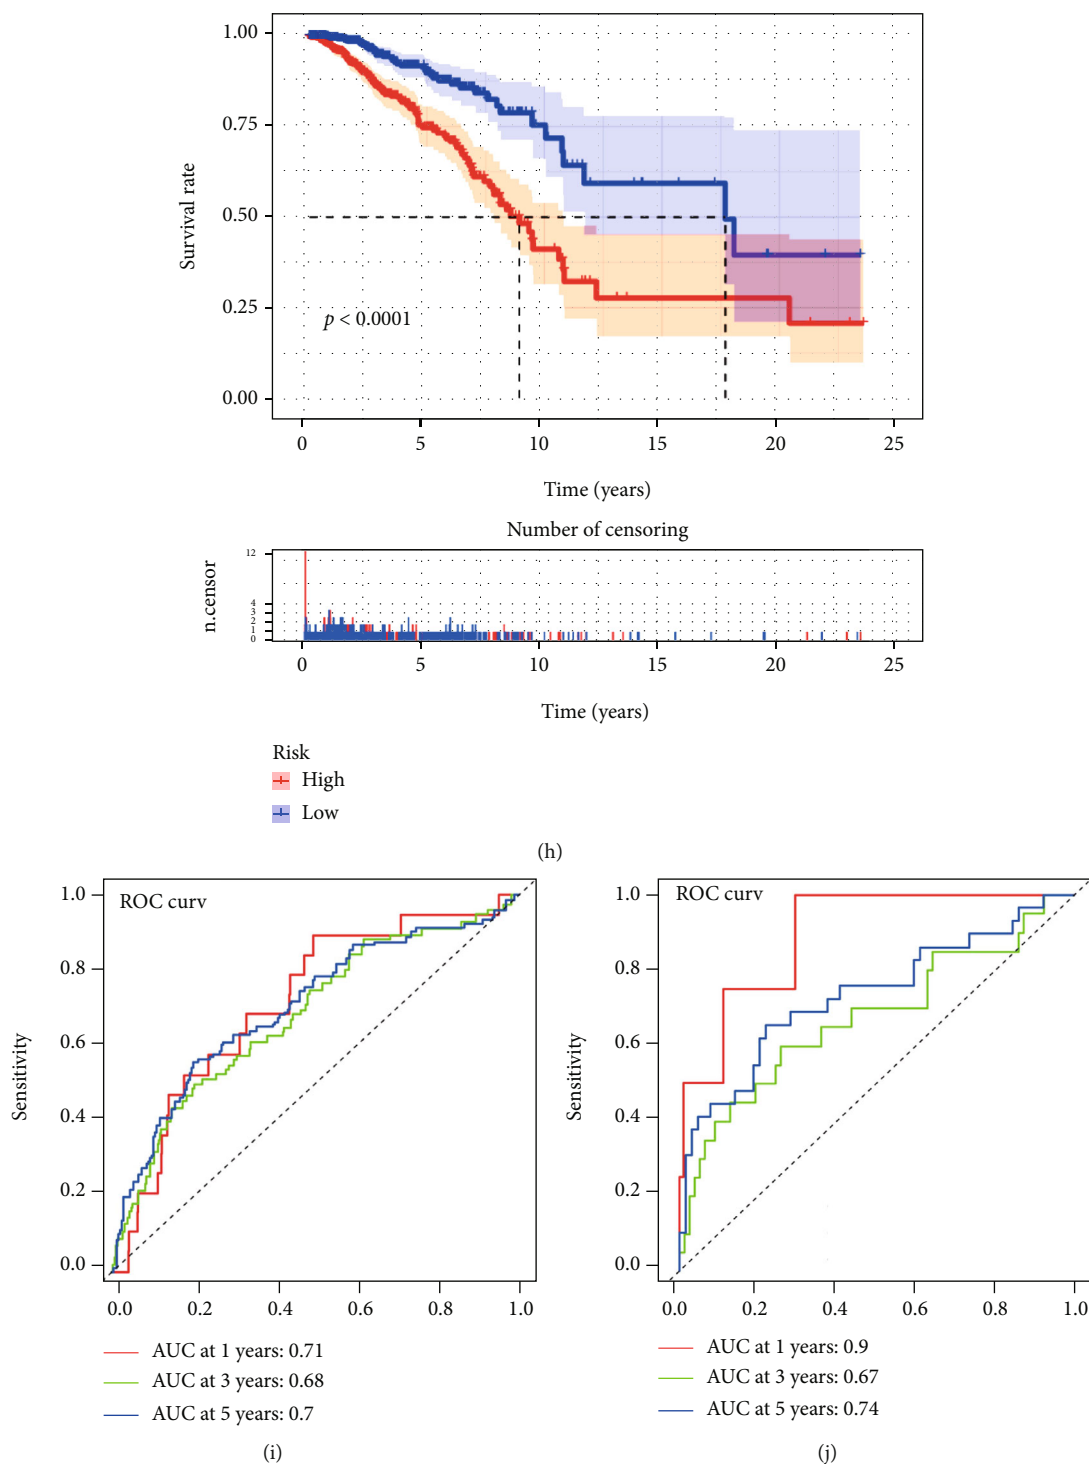 1.00
0.75
0.50
0.25
0.00
Survival rate
p < 0.0001
0 5 10 15 20 25
Time (years)
Number of censoring
n.censor
12
4
3
2
1
0
0 5 10 15 20 25
Time (years)
Risk
High
Low
(h)
ROC curv
1.0
0.8
0.6
0.4
0.2
0.0
Sensitivity
0.0 0.2 0.4 0.6 0.8 1.0
AUC at 1 years: 0.71
AUC at 3 years: 0.68
AUC at 5 years: 0.7
(i)
ROC curv
1.0
0.8
0.6
0.4
0.2
0.0
Sensitivity
0.0 0.2 0.4 0.6 0.8 1.0
AUC at 1 years: 0.9
AUC at 3 years: 0.67
AUC at 5 years: 0.74
(j)